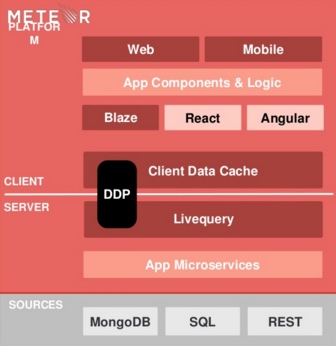 METEOR
PLATFOR
M
Web
Mobile
App Components & Logic
Blaze
React
Angular
Client Data Cache
CLIENT
DDP
SERVER
Livequery
App Microservices
SOURCES
MongoDB
SQL
REST